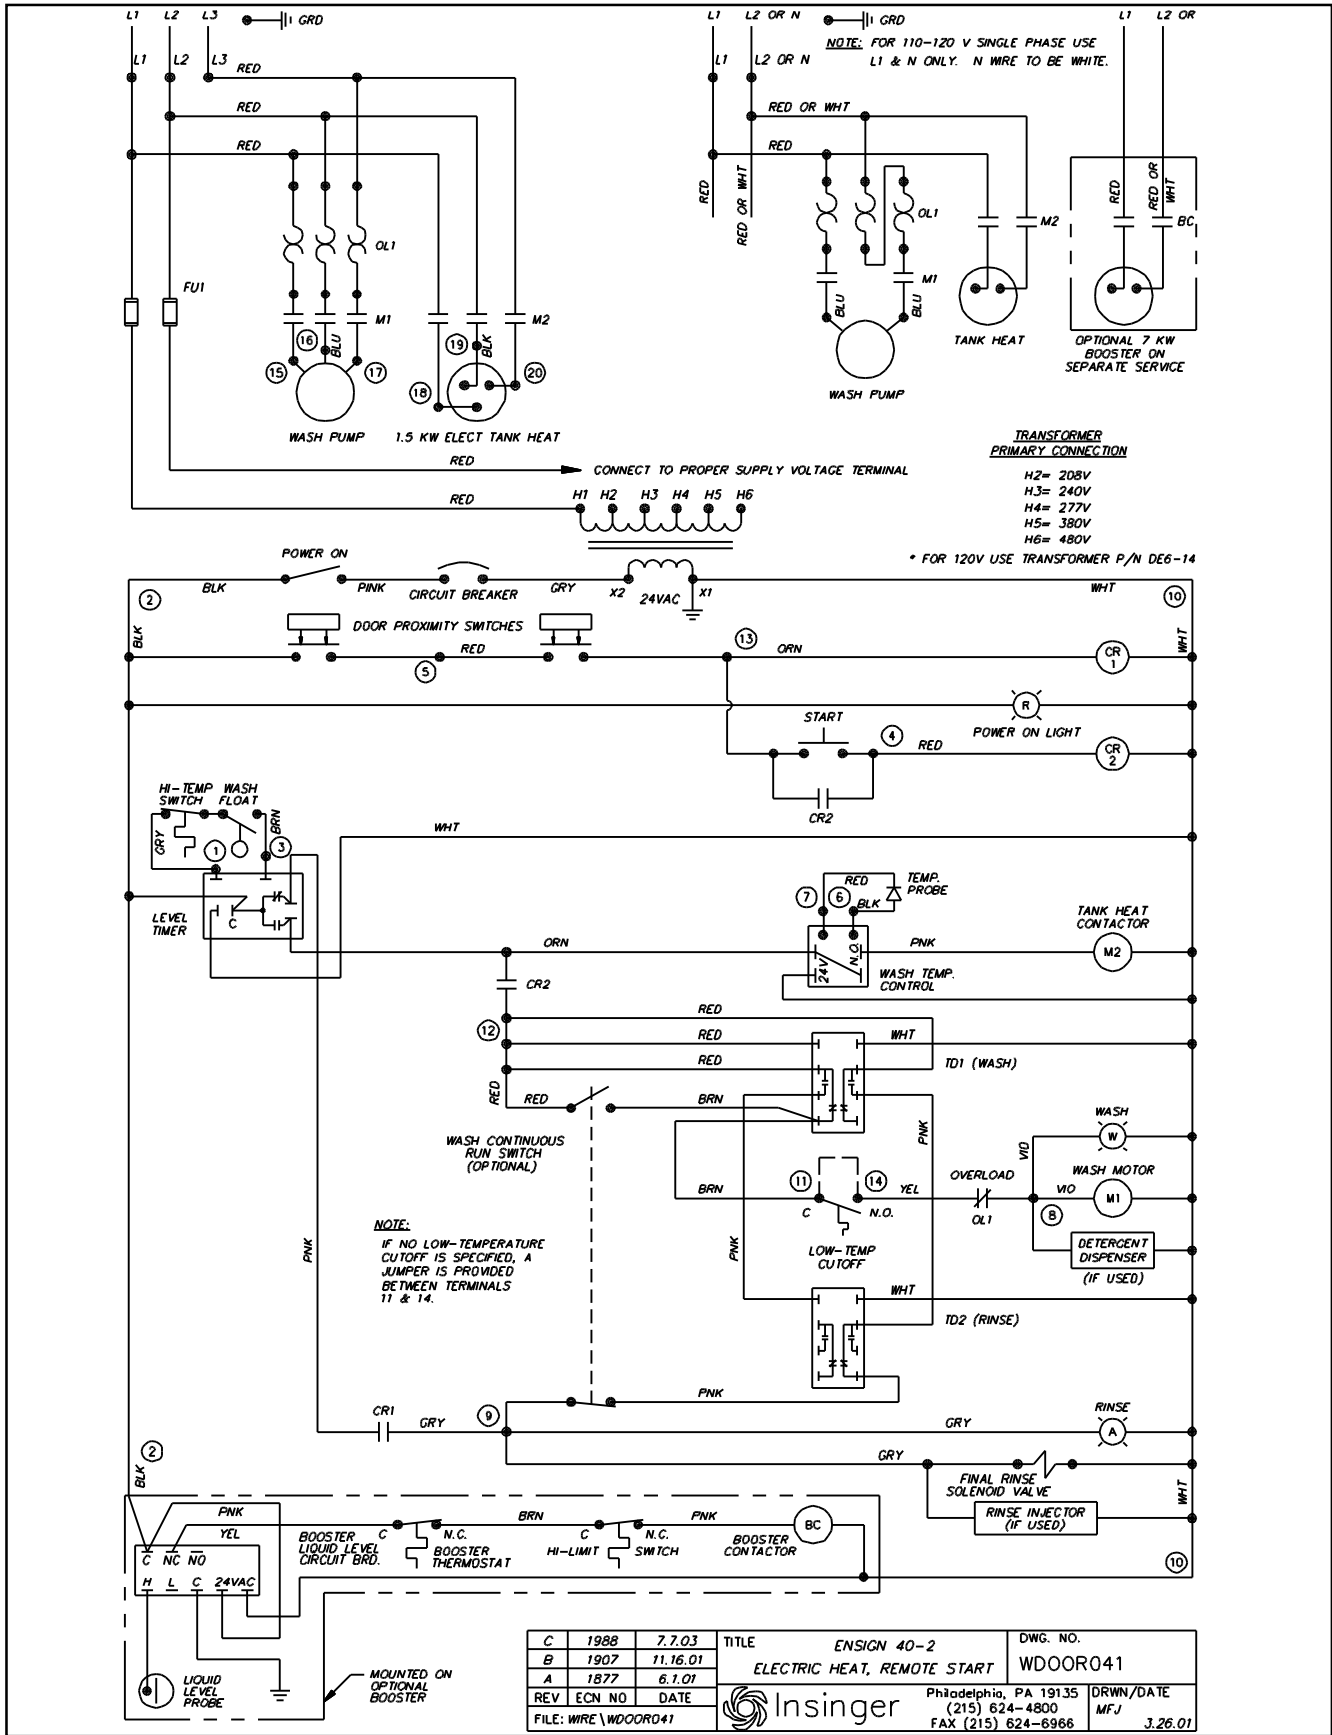 L1 L2 L3 GRD
L1 L2 L3
RED
RED
RED
OL1
FU1
M1
M2
16 BLU
19 BLK
15 17 18 20
WASH PUMP
1.5 KW ELECT TANK HEAT
L1 L2 OR N GRD
NOTE: FOR 110-120 V SINGLE PHASE USE
L1 & N ONLY. N WIRE TO BE WHITE.
L1 L2 OR N
RED OR WHT
RED
RED
RED OR WHT
OL1
M1
BLU BLU
WASH PUMP
M2
TANK HEAT
L1 L2 OR
RED
RED OR
WHT
BC
OPTIONAL 7 KW
BOOSTER ON
SEPARATE SERVICE
RED
CONNECT TO PROPER SUPPLY VOLTAGE TERMINAL
RED
H1 H2 H3 H4 H5 H6
TRANSFORMER
PRIMARY CONNECTION
H2= 208V
H3= 240V
H4= 277V
H5= 380V
H6= 480V
* FOR 120V USE TRANSFORMER P/N DE6-14
POWER ON
BLK PINK
CIRCUIT BREAKER
GRY X2 24VAC X1 WHT
2 10
BLK
WHT
DOOR PROXIMITY SWITCHES
5 RED
13 ORN
CR
1
R
POWER ON LIGHT
START
4 RED
CR
2
CR2
HI-TEMP WASH
SWITCH FLOAT
GRY
BRN
1 3
WHT
LEVEL
TIMER
C
ORN
7 6
RED
BLK
TEMP.
PROBE
24V N.O.
WASH TEMP.
CONTROL
PNK
TANK HEAT
CONTACTOR
M2
CR2
12
RED
RED
RED
WHT
TD1 (WASH)
RED
RED
BRN
WASH CONTINUOUS
RUN SWITCH
(OPTIONAL)
PNK
WASH
W
VIO
BRN 11 14 YEL
C N.O.
LOW-TEMP
CUTOFF
OVERLOAD
OL1
VIO
WASH MOTOR
M1
8
DETERGENT
DISPENSER
(IF USED)
NOTE:
IF NO LOW-TEMPERATURE
CUTOFF IS SPECIFIED, A
JUMPER IS PROVIDED
BETWEEN TERMINALS
11 & 14.
PNK
PNK
WHT
TD2 (RINSE)
PNK
CR1
GRY
9
GRY
RINSE
A
GRY
FINAL RINSE
SOLENOID VALVE
RINSE INJECTOR
(IF USED)
WHT
10
2
BLK
PNK
YEL
C NC NO
H L C 24VAC
BOOSTER
LIQUID LEVEL
CIRCUIT BRD.
C N.C.
BOOSTER
THERMOSTAT
BRN
C N.C.
HI-LIMIT SWITCH
PNK
BOOSTER
CONTACTOR
BC
LIQUID
LEVEL
PROBE
MOUNTED ON
OPTIONAL
BOOSTER
C 1988 7.7.03
B 1907 11.16.01
A 1877 6.1.01
REV ECN NO DATE
FILE: WIRE\WDOOR041
TITLE
ENSIGN 40-2
ELECTRIC HEAT, REMOTE START
DWG. NO.
WDOOR041
Insinger
Philadelphia, PA 19135
(215) 624-4800
FAX (215) 624-6966
DRWN/DATE
MFJ
3.26.01